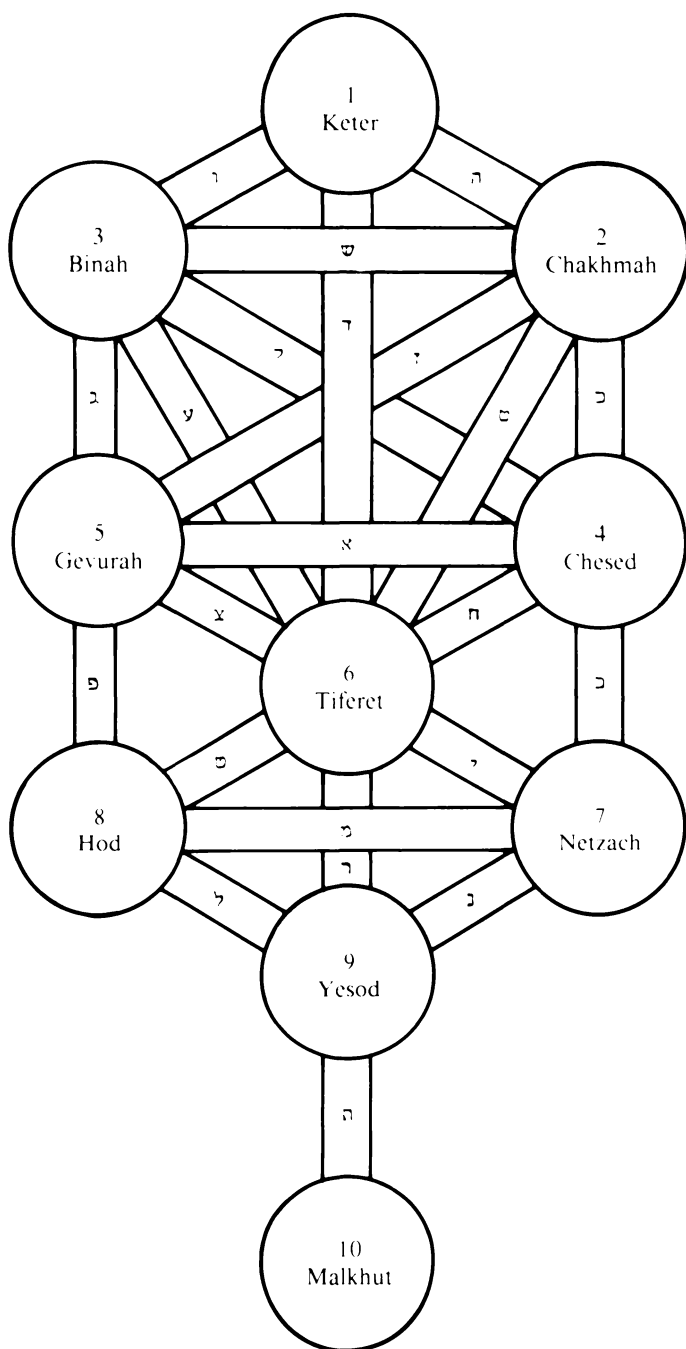 1
Keter
ו
ה
3
Binah
2
Chakhmah
ש
ד
ז
ג
ע
5
Gevurah
4
Chesed
א
צ
ח
6
Tiferet
פ
י
8
Hod
7
Netzach
מ
ר
ל
נ
9
Yesod
ה
10
Malkhut